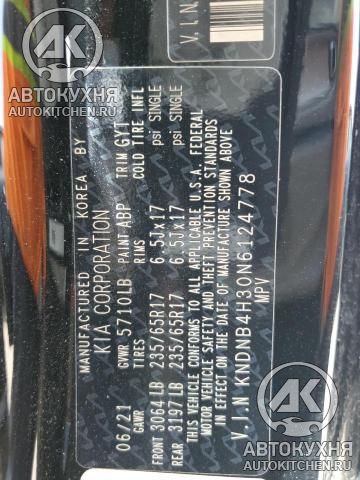 MANUFACTURED IN KOREA BY
KIA CORPORATION
06/21 GVWR 5710LB PAINT ABP TRIM GYT
GAWR TIRES RIMS COLD TIRE INFL
FRONT 3064LB 235/65R17 6.5Jx17 psi SINGLE
REAR 3197LB 235/65R17 6.5Jx17 psi SINGLE
THIS VEHICLE CONFORMS TO ALL APPLICABLE U.S.A. FEDERAL
MOTOR VEHICLE SAFETY AND THEFT PREVENTION STANDARDS
IN EFFECT ON THE DATE OF MANUFACTURE SHOWN ABOVE
V.I.N KNDNB4H30N6124778
MPV
V.I.N
АВТОКУХНЯ
AUTOKITCHEN.RU
АВТОКУХНЯ
AUTOKITCHEN.RU
АВТОКУХНЯ
AUTOKITCHEN.RU